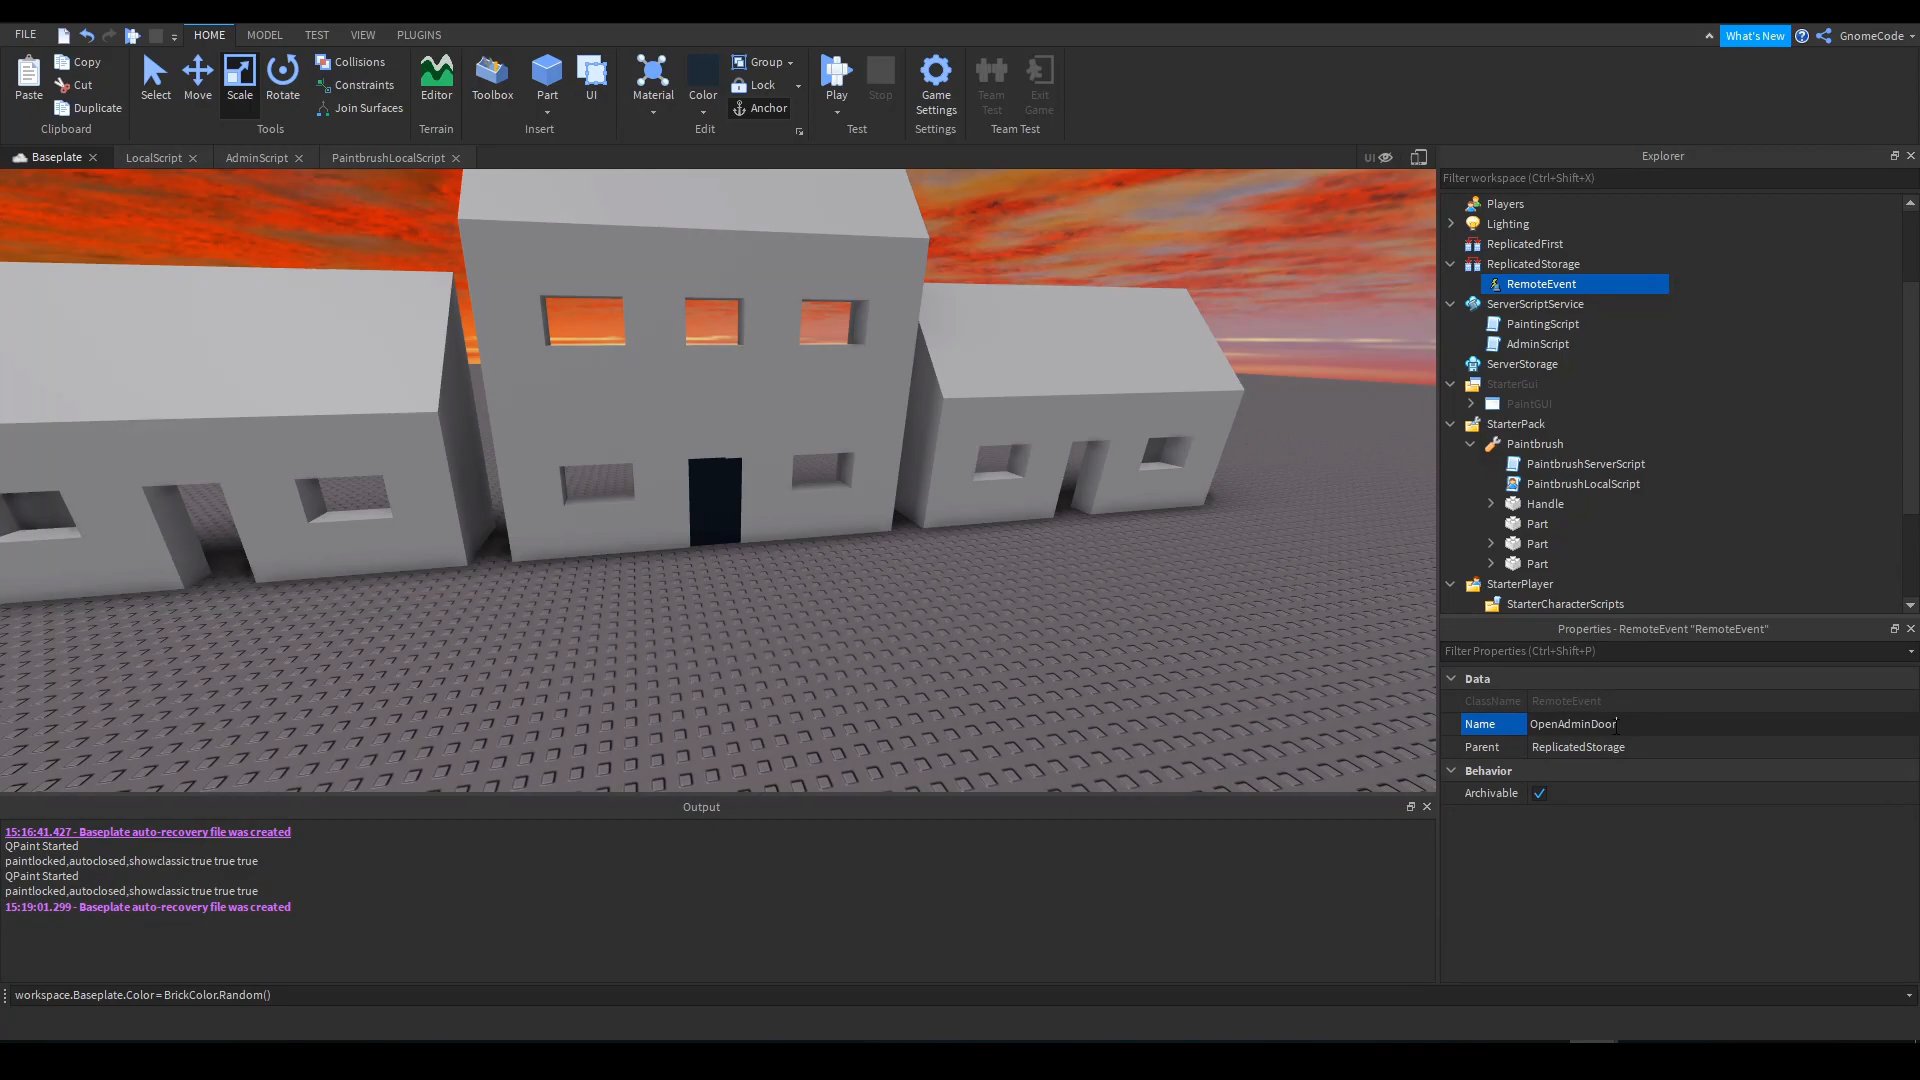 FILE HOME MODEL TEST VIEW PLUGINS What's New GnomeCode
Paste Copy Cut Duplicate Select Move Scale Rotate Collisions Constraints Join Surfaces Editor Toolbox Part UI Material Color Group Lock Anchor Play Stop Game Settings Team Test Exit Game
Clipboard Tools Terrain Insert Edit Test Settings Team Test
Baseplate LocalScript AdminScript PaintbrushLocalScript UI
Explorer
Filter workspace (Ctrl+Shift+X)
Players
Lighting
ReplicatedFirst
ReplicatedStorage
RemoteEvent
ServerScriptService
PaintingScript
AdminScript
ServerStorage
StarterGui
PaintGUI
StarterPack
Paintbrush
PaintbrushServerScript
PaintbrushLocalScript
Handle
Part
Part
Part
StarterPlayer
StarterCharacterScripts
Properties - RemoteEvent "RemoteEvent"
Filter Properties (Ctrl+Shift+P)
Data
ClassName RemoteEvent
Name OpenAdminDoor
Parent ReplicatedStorage
Behavior
Archivable
Output
15:16:41.427 - Baseplate auto-recovery file was created
QPaint Started
paintlocked,autoclosed,showclassic true true true
QPaint Started
paintlocked,autoclosed,showclassic true true true
15:19:01.299 - Baseplate auto-recovery file was created
workspace.Baseplate.Color = BrickColor.Random()